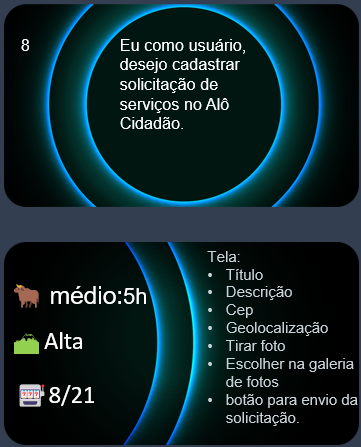 8
Eu como usuário,
desejo cadastrar
solicitação de
serviços no Alô
Cidadão.
médio:5h
Alta
8/21
Tela:
• Título
• Descrição
• Cep
• Geolocalização
• Tirar foto
• Escolher na galeria
de fotos
• botão para envio da
solicitação.